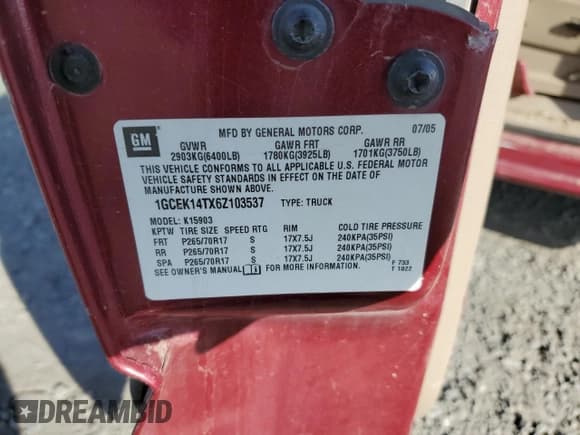 GM
MFD BY GENERAL MOTORS CORP. 07/05
GVWR GAWR FRT GAWR RR
2903KG(6400LB) 1780KG(3925LB) 1701KG(3750LB)
THIS VEHICLE CONFORMS TO ALL APPLICABLE U.S. FEDERAL MOTOR
VEHICLE SAFETY STANDARDS IN EFFECT ON THE DATE OF
MANUFACTURE SHOWN ABOVE.
1GCEK14TX6Z103537 TYPE: TRUCK
MODEL: K15903
KPTW TIRE SIZE SPEED RTG RIM COLD TIRE PRESSURE
FRT P265/70R17 S 17X7.5J 240KPA(35PSI)
RR P265/70R17 S 17X7.5J 240KPA(35PSI)
SPA P265/70R17 S 17X7.5J 240KPA(35PSI)
SEE OWNER'S MANUAL FOR MORE INFORMATION.
F 733
T 1022
DREAMBID